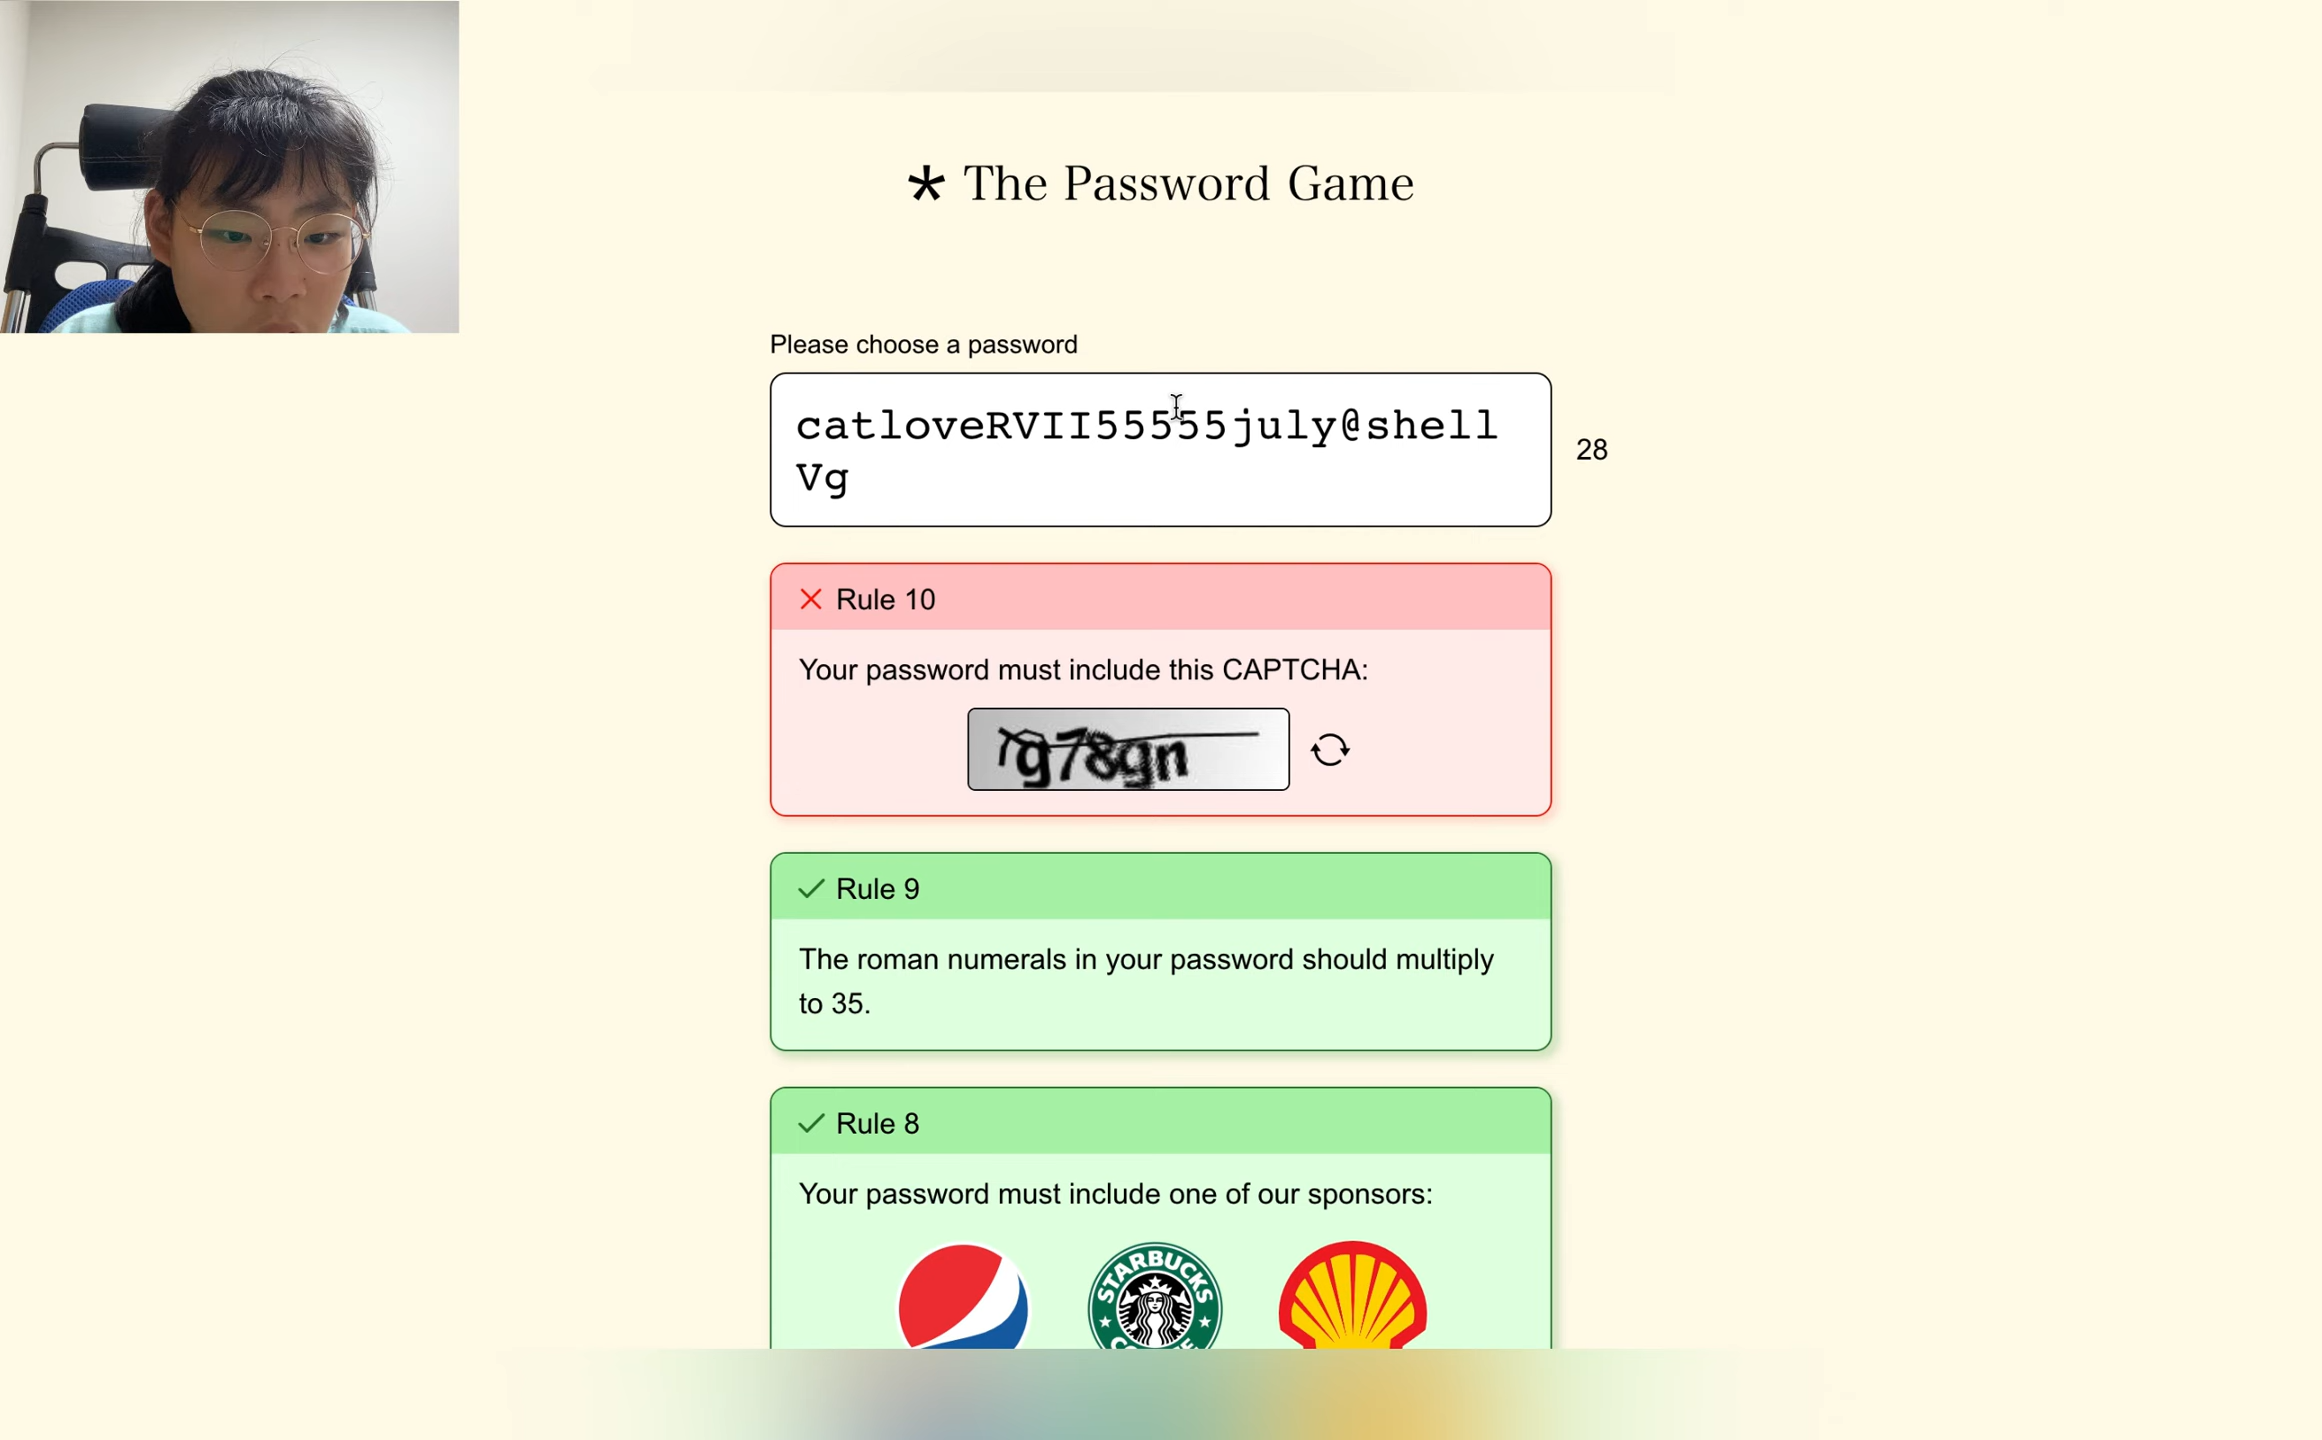 * The Password Game
Please choose a password
catloveRVII55555july@shell
Vg
28
Rule 10
Your password must include this CAPTCHA:
Rule 9
The roman numerals in your password should multiply
to 35.
Rule 8
Your password must include one of our sponsors:
STARBUCKS